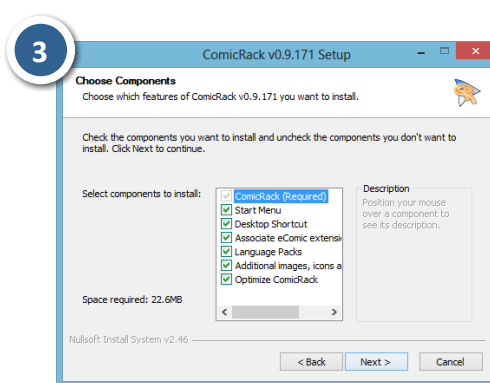 3
ComicRack v0.9.171 Setup
Choose Components
Choose which features of ComicRack v0.9.171 you want to install.
Check the components you want to install and uncheck the components you don't want to
install. Click Next to continue.
Select components to install:
ComicRack (Required)
Start Menu
Desktop Shortcut
Associate eComic extensi
Language Packs
Additional images, icons a
Optimize ComicRack
Description
Position your mouse
over a component to
see its description.
Space required: 22.6MB
Nullsoft Install System v2.46
< Back
Next >
Cancel